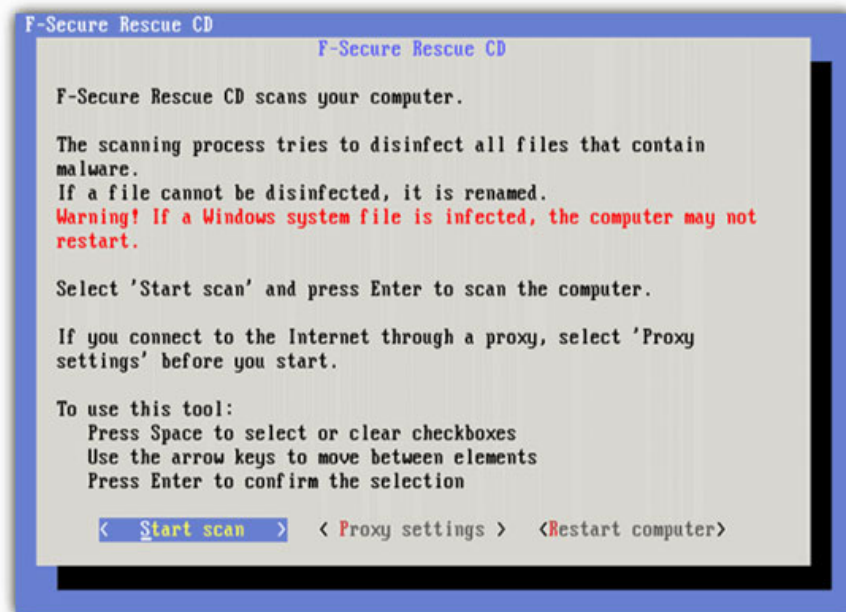 F-Secure Rescue CD
F-Secure Rescue CD
F-Secure Rescue CD scans your computer.
The scanning process tries to disinfect all files that contain
malware.
If a file cannot be disinfected, it is renamed.
Warning! If a Windows system file is infected, the computer may not
restart.
Select 'Start scan' and press Enter to scan the computer.
If you connect to the Internet through a proxy, select 'Proxy
settings' before you start.
To use this tool:
Press Space to select or clear checkboxes
Use the arrow keys to move between elements
Press Enter to confirm the selection
< Start scan > < Proxy settings > <Restart computer>